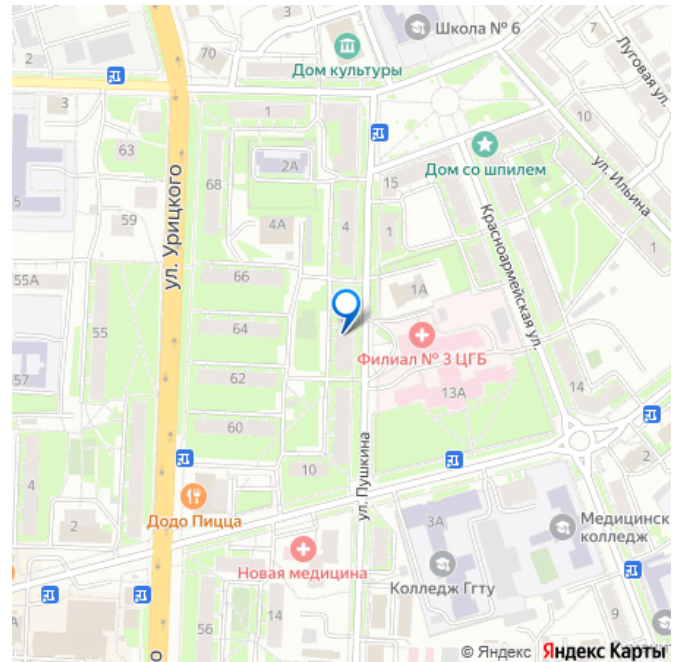 3
Школа № 6
7
2
70
Дом культуры
Луговая ул.
3
1
10
63
2А
68
Дом со шпилем
15
ул. Ильина
5
59
4А
4
1
Красноармейская ул.
1
ул. Урицкого
66
55А
1А
55
64
Филиал № 3 ЦГБ
57
62
13А
14
60
ул. Пушкина
10
2
4
Додо Пицца
2
3А
Медицинск
колледж
Новая медицина
Колледж Ггту
56
14
9
о
© Яндекс Яндекс Карты